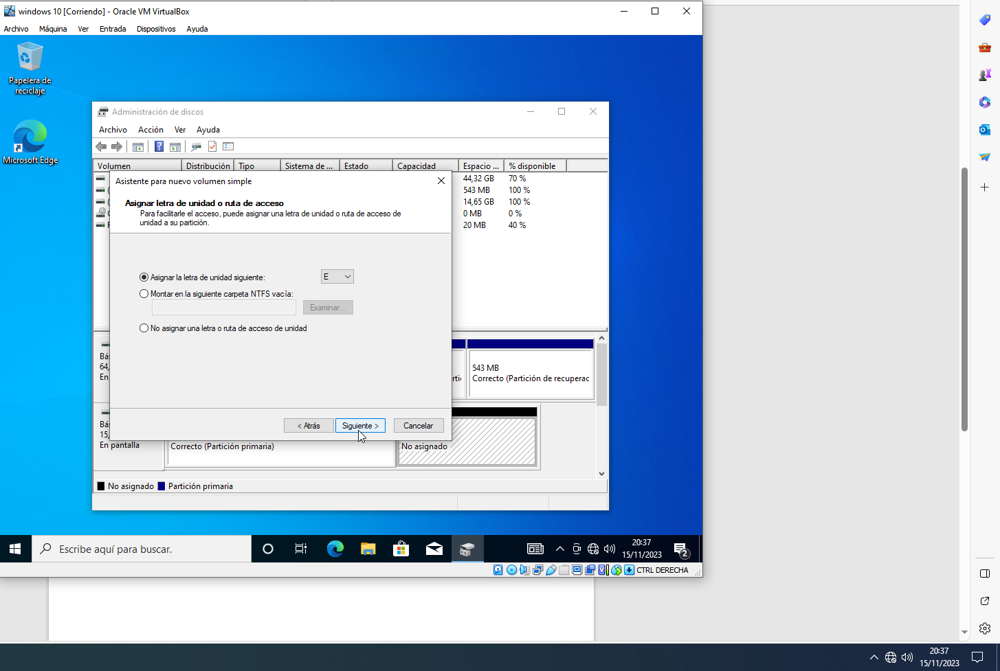 windows 10 [Corriendo] - Oracle VM VirtualBox
Archivo Máquina Ver Entrada Dispositivos Ayuda
Papelera de
reciclaje
Microsoft Edge
Administración de discos
Archivo Acción Ver Ayuda
Volumen Distribución Tipo Sistema de ... Estado Capacidad Espacio ... % disponible
44,32 GB 70 %
543 MB 100 %
14,65 GB 100 %
0 MB 0 %
20 MB 40 %
Asistente para nuevo volumen simple
Asignar letra de unidad o ruta de acceso
Para facilitarle el acceso, puede asignar una letra de unidad o ruta de acceso de
unidad a su partición.
Asignar la letra de unidad siguiente: E
Montar en la siguiente carpeta NTFS vacía:
Examinar...
No asignar una letra o ruta de acceso de unidad
< Atrás Siguiente > Cancelar
Bás
64,
En
543 MB
Correcto (Partición de recuperac
Bás
15,
En pantalla
Correcto (Partición primaria)
No asignado
No asignado Partición primaria
Escribe aquí para buscar.
20:37
15/11/2023
2
CTRL DERECHA
20:37
15/11/2023